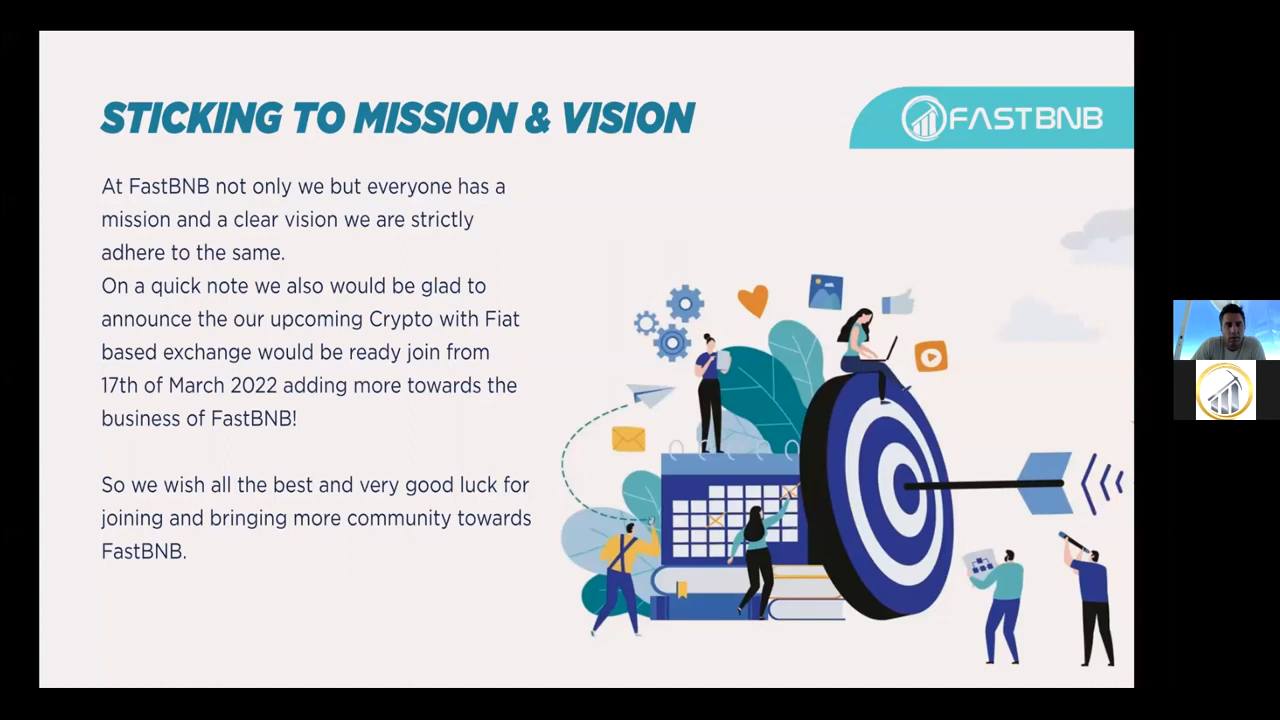 STICKING TO MISSION & VISION
FASTBNB
At FastBNB not only we but everyone has a
mission and a clear vision we are strictly
adhere to the same.
On a quick note we also would be glad to
announce the our upcoming Crypto with Fiat
based exchange would be ready join from
17th of March 2022 adding more towards the
business of FastBNB!
So we wish all the best and very good luck for
joining and bringing more community towards
FastBNB.